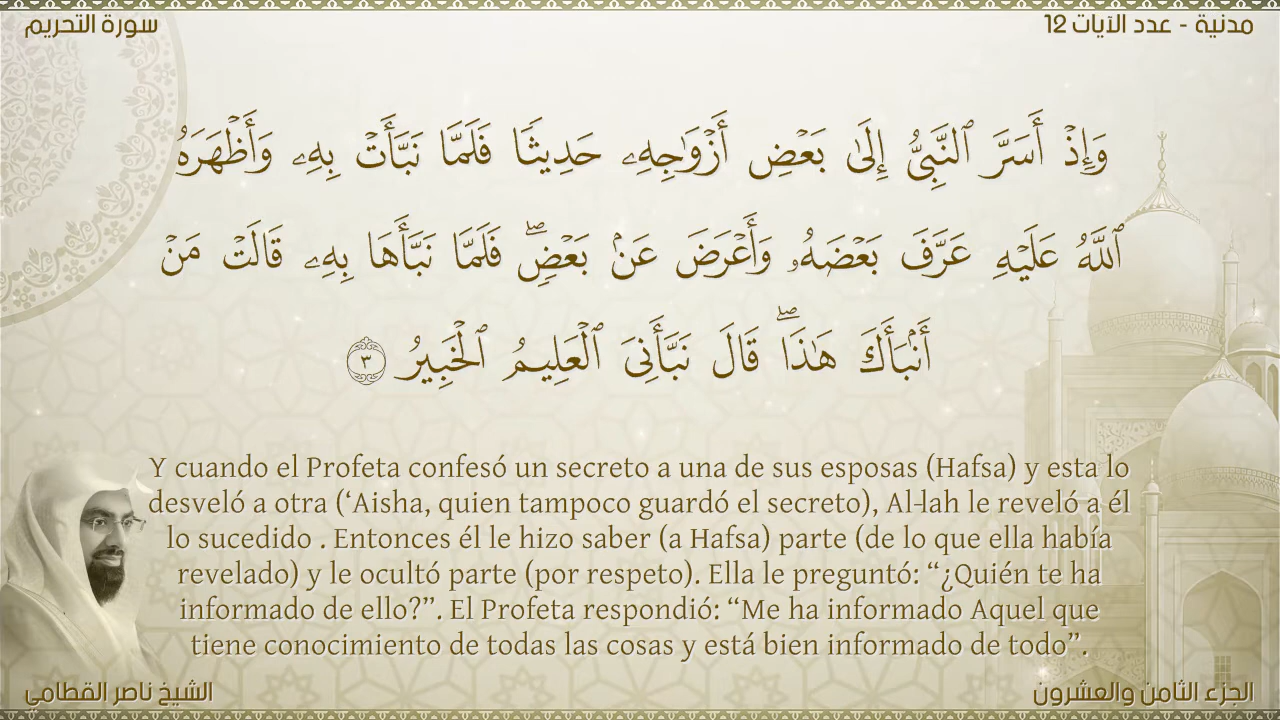 سورة التحريم
مدنية - عدد الآيات 12
وَإِذْ أَسَرَّ ٱلنَّبِىُّ إِلَىٰ بَعْضِ أَزْوَٰجِهِۦ حَدِيثًا فَلَمَّا نَبَّأَتْ بِهِۦ وَأَظْهَرَهُ
ٱللَّهُ عَلَيْهِ عَرَّفَ بَعْضَهُۥ وَأَعْرَضَ عَنۢ بَعْضٍۢ ۖ فَلَمَّا نَبَّأَهَا بِهِۦ قَالَتْ مَنْ
أَنۢبَأَكَ هَـٰذَا ۖ قَالَ نَبَّأَنِىَ ٱلْعَلِيمُ ٱلْخَبِيرُ ٣
Y cuando el Profeta confesó un secreto a una de sus esposas (Hafsa) y esta lo
desveló a otra (‘Aisha, quien tampoco guardó el secreto), Al-lah le reveló a él
lo sucedido . Entonces él le hizo saber (a Hafsa) parte (de lo que ella había
revelado) y le ocultó parte (por respeto). Ella le preguntó: “¿Quién te ha
informado de ello?”. El Profeta respondió: “Me ha informado Aquel que
tiene conocimiento de todas las cosas y está bien informado de todo”.
الشيخ ناصر القطامي
الجزء الثامن والعشرون